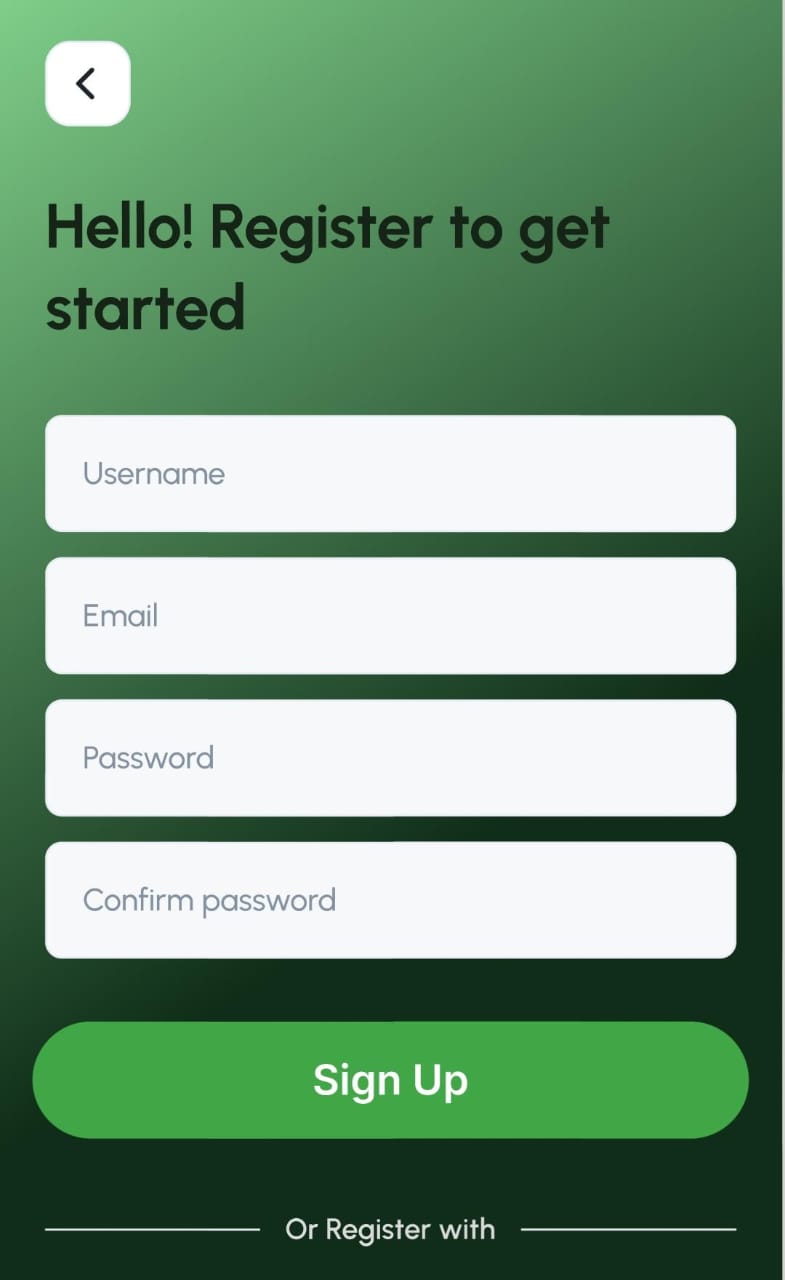 Hello! Register to get
started
Username
Email
Password
Confirm password
Sign Up
Or Register with